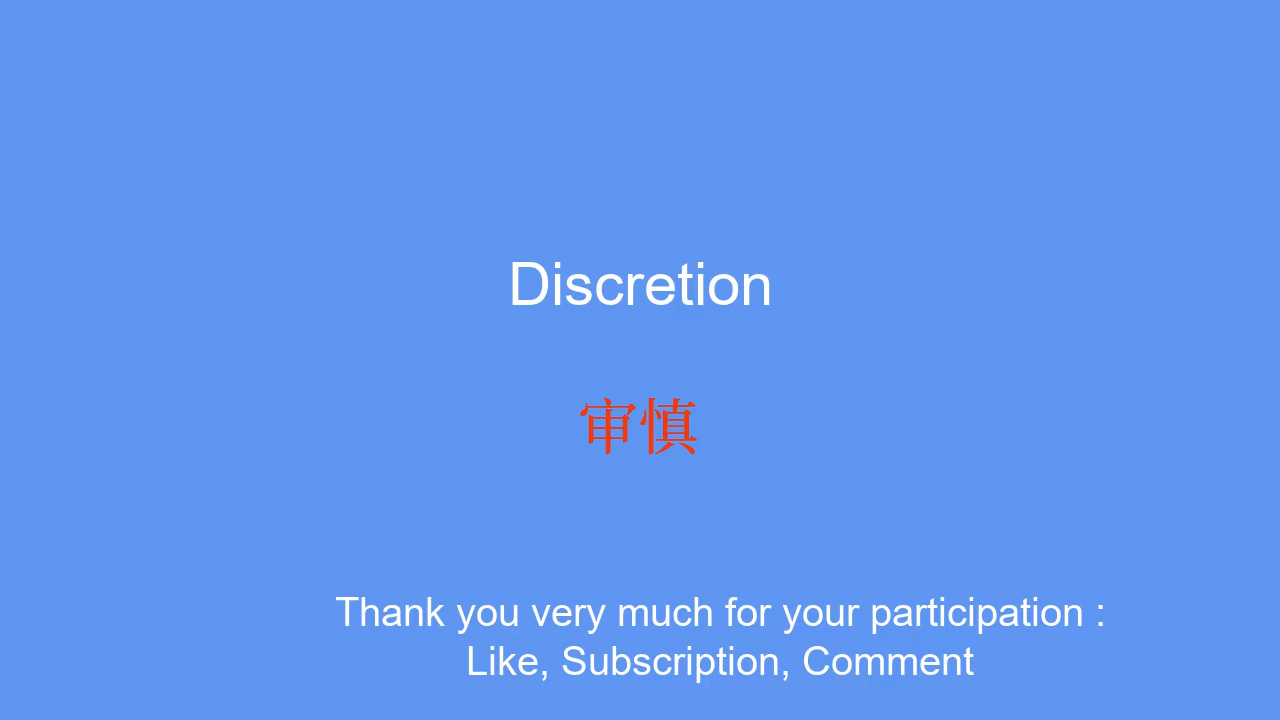 Discretion
审慎
Thank you very much for your participation :
Like, Subscription, Comment